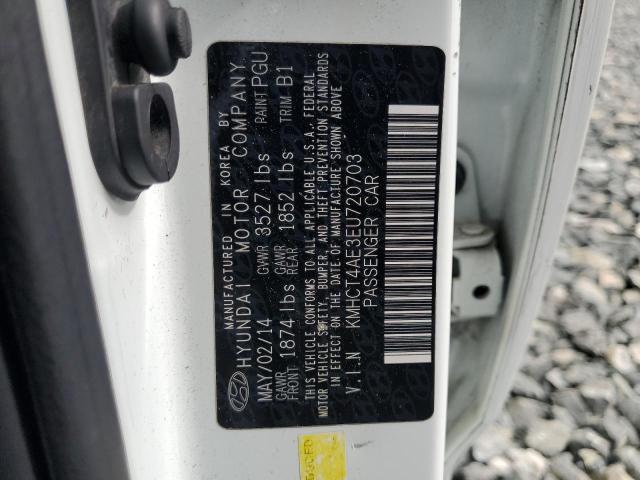 MANUFACTURED IN KOREA BY
HYUNDAI MOTOR COMPANY
MAY/02/14 GVWR 3527 lbs PAINT PGU
GAWR FRONT 1874 lbs GAWR REAR 1852 lbs TRIM B1
THIS VEHICLE CONFORMS TO ALL APPLICABLE U.S.A. FEDERAL
MOTOR VEHICLE SAFETY, BUMPER, AND THEFT PREVENTION STANDARDS
IN EFFECT ON THE DATE OF MANUFACTURE SHOWN ABOVE
V.I.N KMHCT4AE3EU720703
PASSENGER CAR